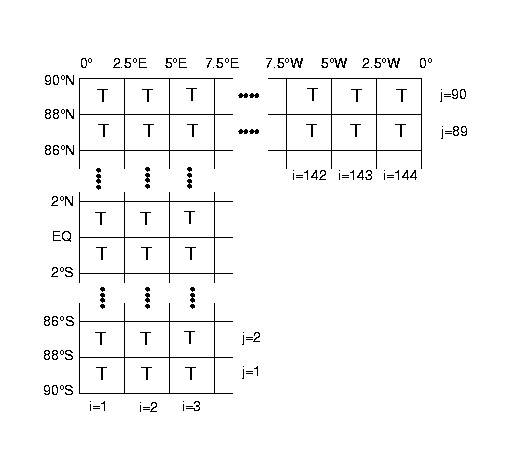 0° 2.5°E 5°E 7.5°E 7.5°W 5°W 2.5°W 0°
90°N
T T T •••• T T T j=90
88°N
T T T •••• T T T j=89
86°N
i=142 i=143 i=144
2°N
T T T
EQ
T T T
2°S
86°S
T T T j=2
88°S
T T T j=1
90°S
i=1 i=2 i=3